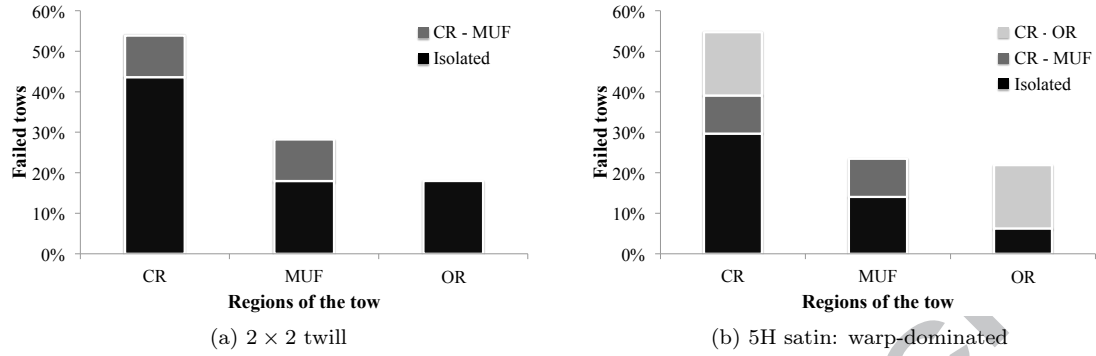 60%
50%
40%
30%
20%
10%
0%
Failed tows
CR - MUF
Isolated
CR
MUF
OR
Regions of the tow
(a) 2 × 2 twill
60%
50%
40%
30%
20%
10%
0%
Failed tows
CR - OR
CR - MUF
Isolated
CR
MUF
OR
Regions of the tow
(b) 5H satin: warp-dominated